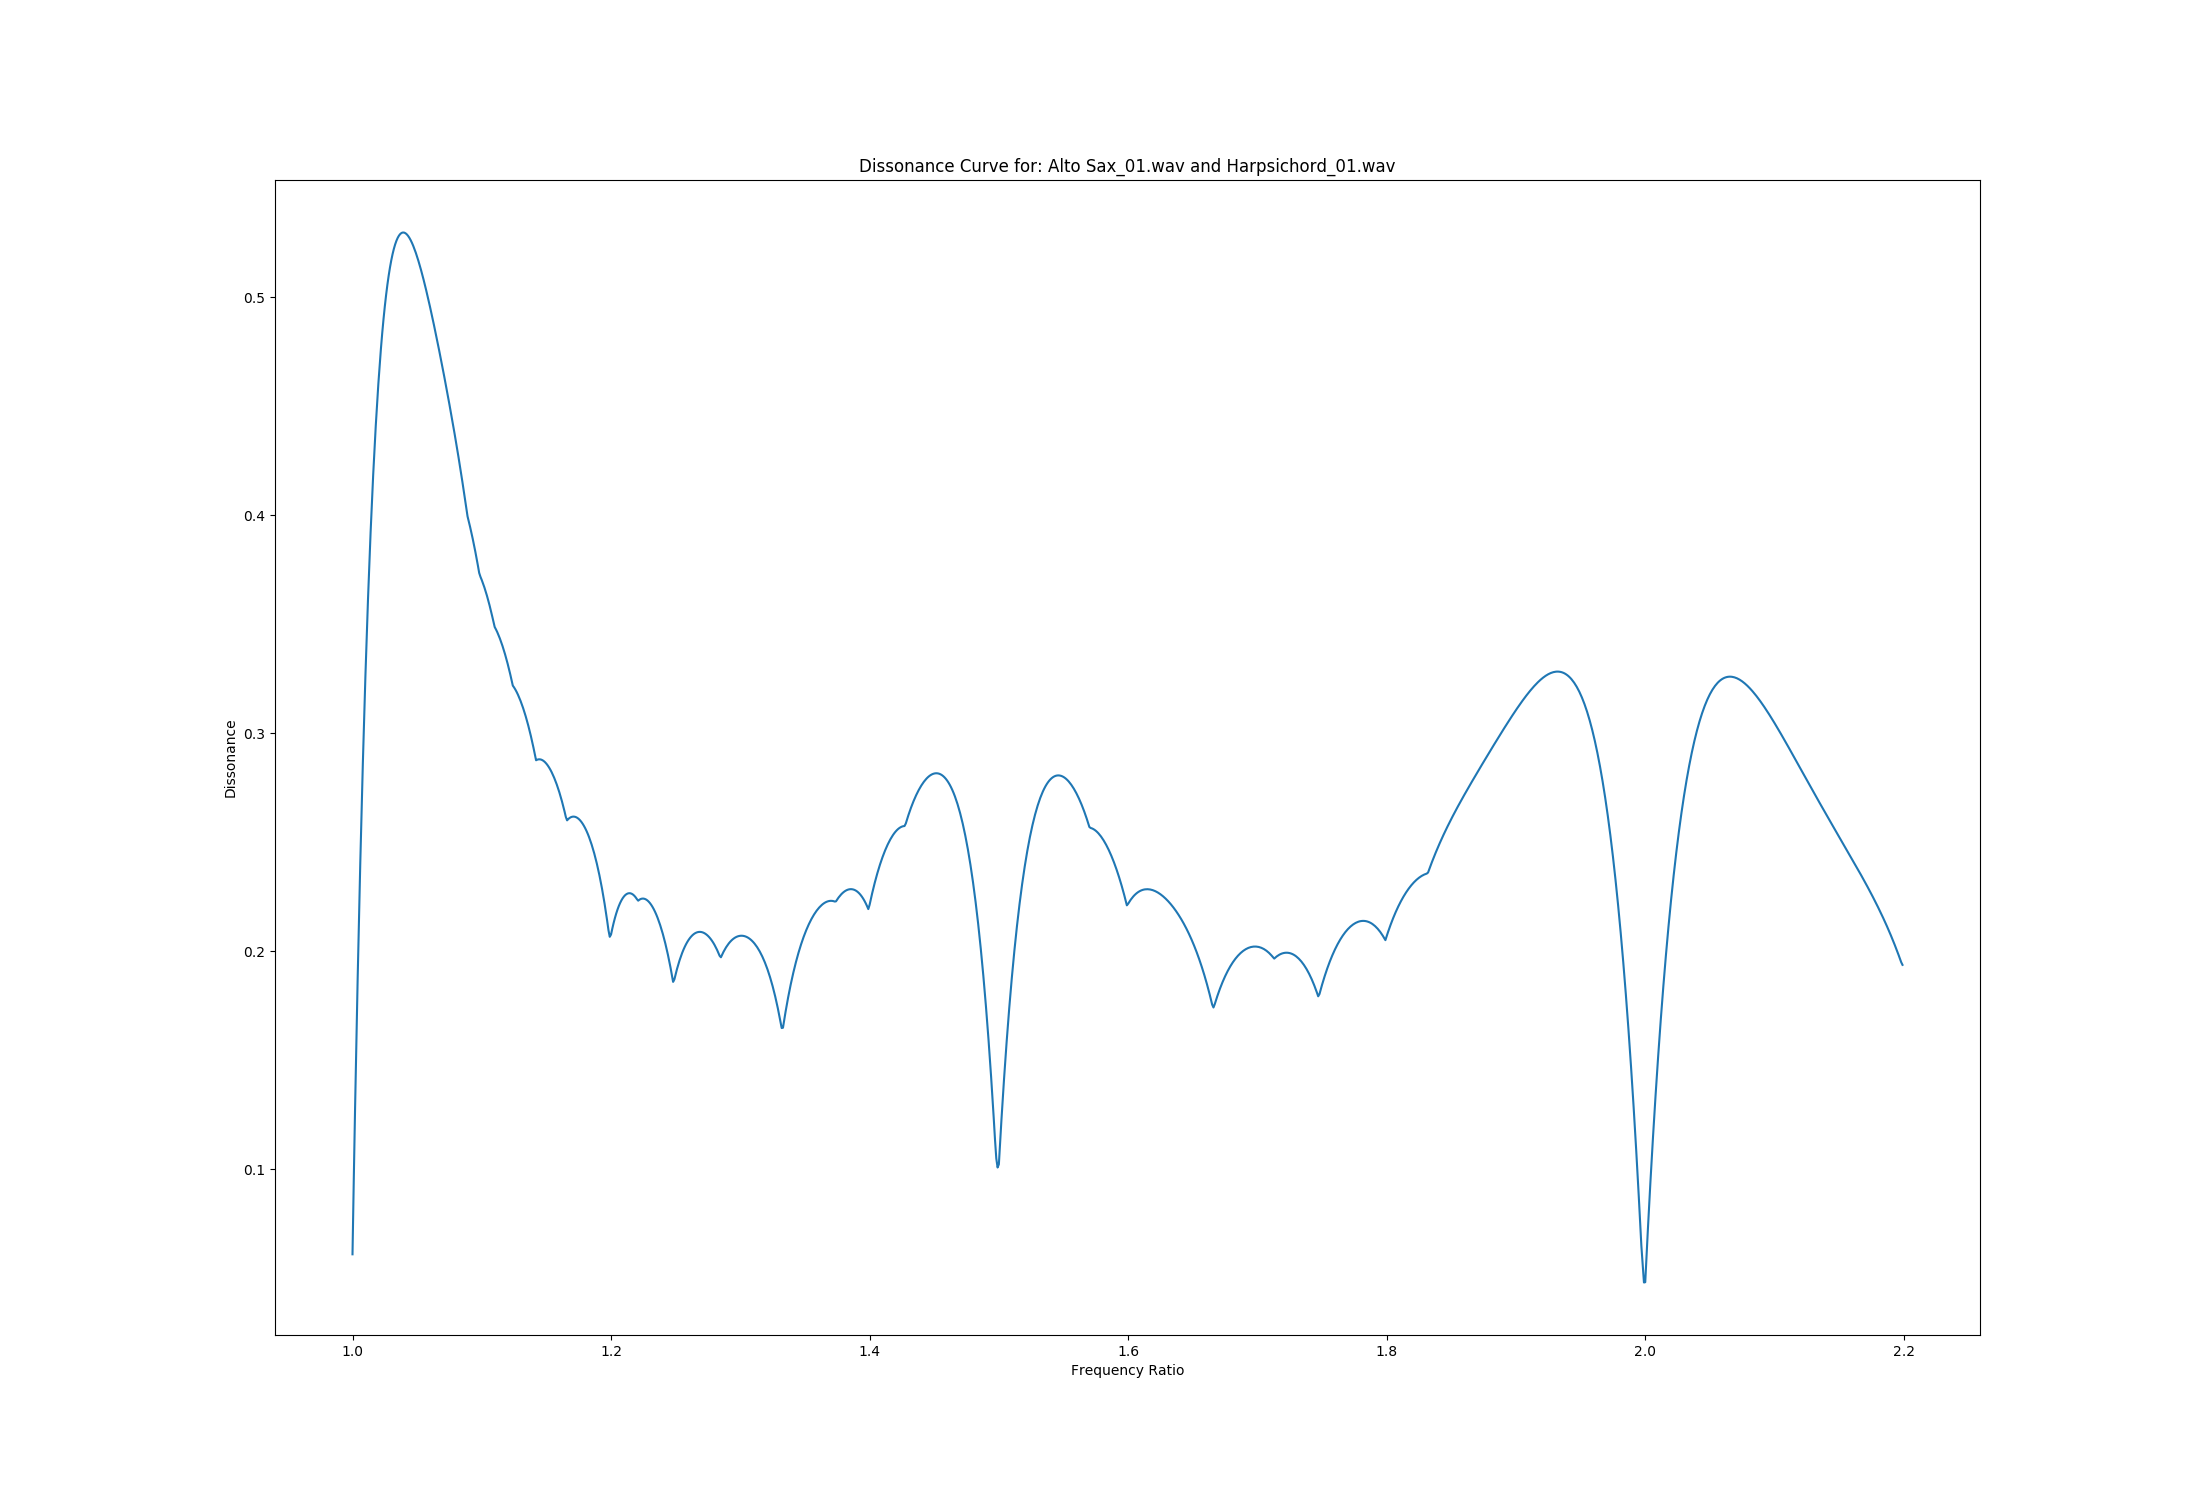 Dissonance Curve for: Alto Sax_01.wav and Harpsichord_01.wav
Dissonance
0.5
0.4
0.3
0.2
0.1
1.0 1.2 1.4 1.6 1.8 2.0 2.2
Frequency Ratio